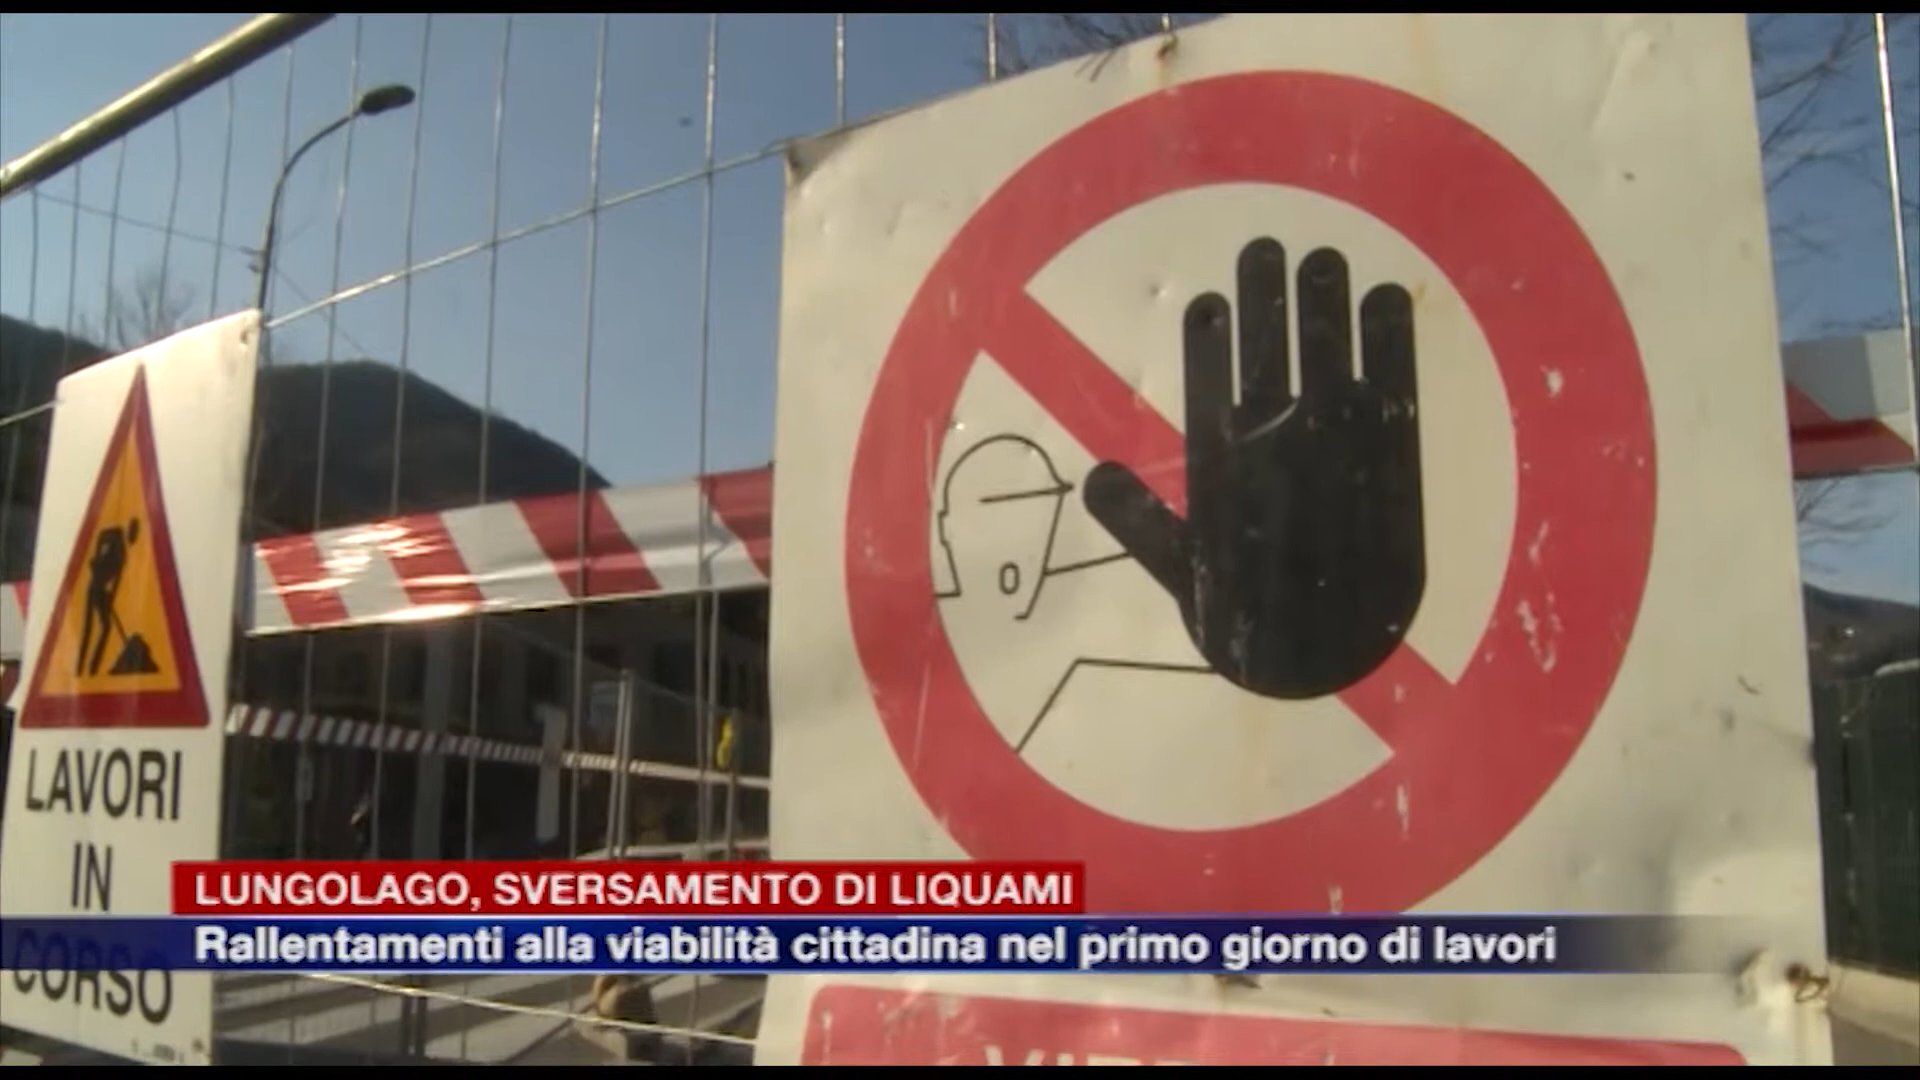 LAVORI
IN
CORSO
LUNGOLAGO, SVERSAMENTO DI LIQUAMI
Rallentamenti alla viabilità cittadina nel primo giorno di lavori